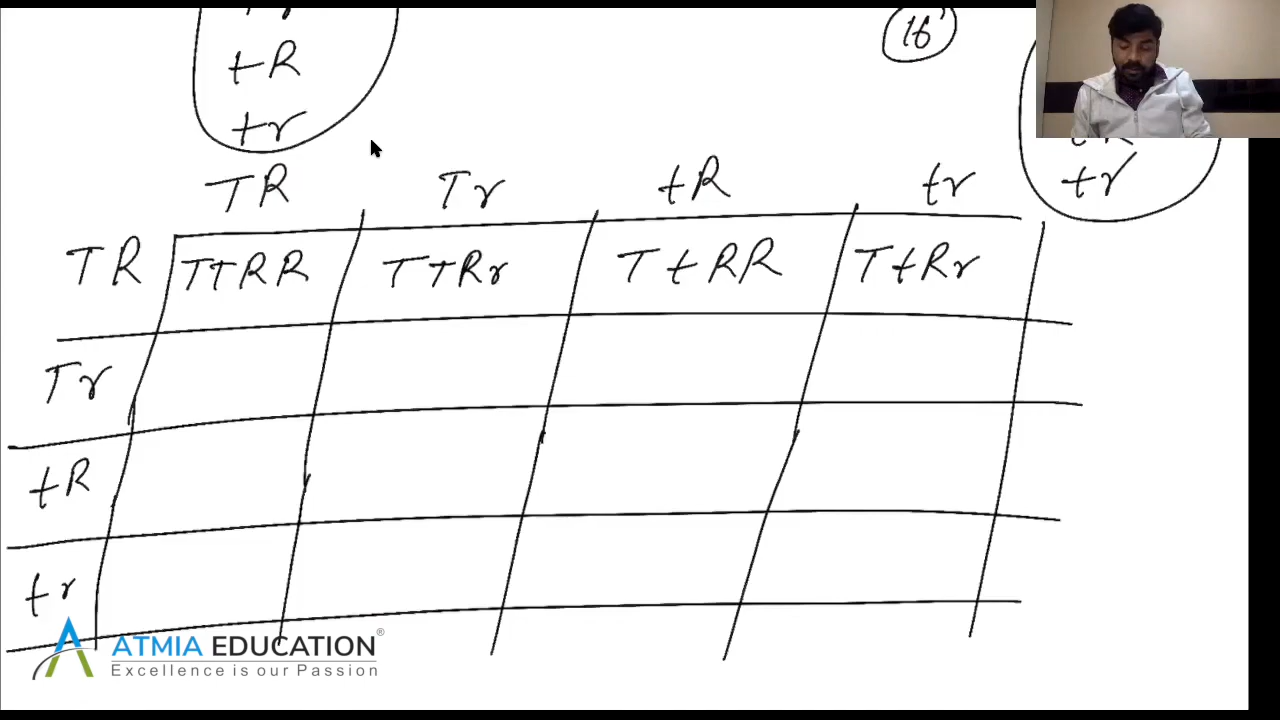 tR
tr
16
tr
TR Tr tR tr
TR TTRR TTRr TtRR TtRr
Tr
tR
tr
ATMIA EDUCATION®
Excellence is our Passion